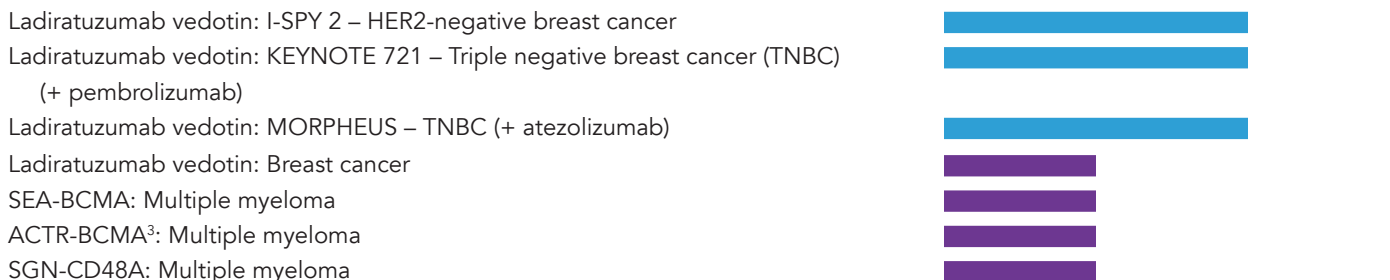 Ladiratuzumab vedotin: I-SPY 2 – HER2-negative breast cancer
Ladiratuzumab vedotin: KEYNOTE 721 – Triple negative breast cancer (TNBC)
(+ pembrolizumab)
Ladiratuzumab vedotin: MORPHEUS – TNBC (+ atezolizumab)
Ladiratuzumab vedotin: Breast cancer
SEA-BCMA: Multiple myeloma
ACTR-BCMA³: Multiple myeloma
SGN-CD48A: Multiple myeloma